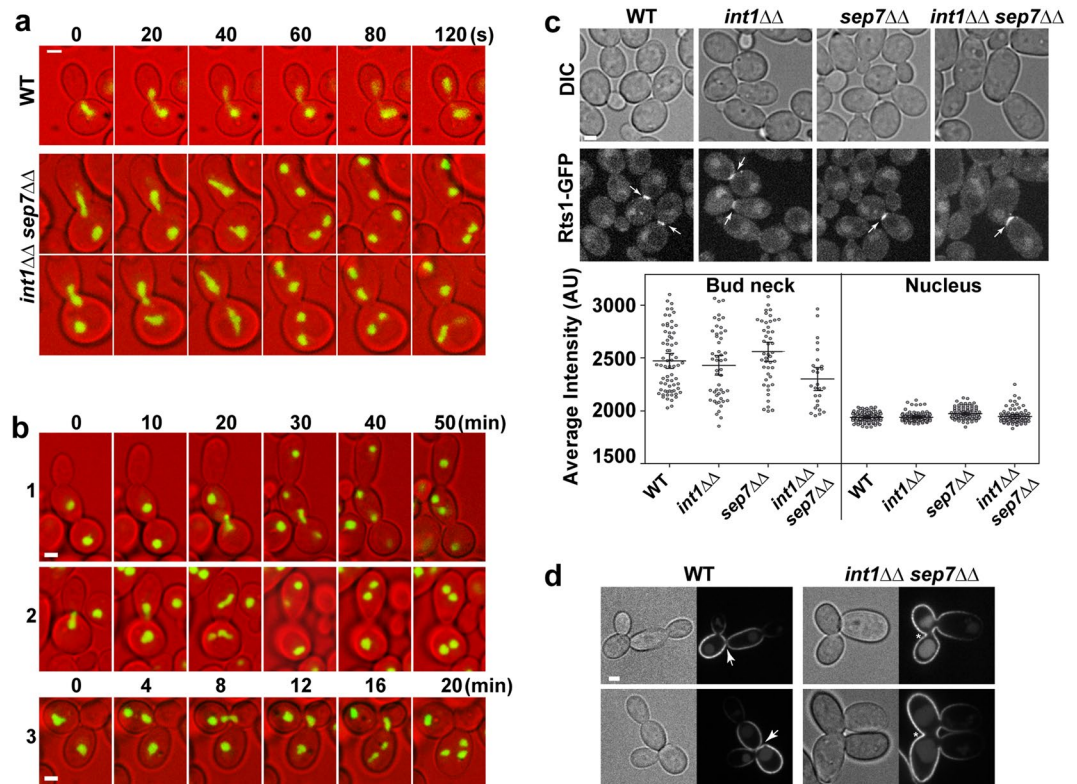 a
0 20 40 60 80 120 (s)
WT
int1ΔΔ sep7ΔΔ
b
0 10 20 30 40 50 (min)
1
2
0 4 8 12 16 20 (min)
3
c
WT int1ΔΔ sep7ΔΔ int1ΔΔ sep7ΔΔ
DIC
Rts1-GFP
Bud neck Nucleus
Average Intensity (AU)
3000
2500
2000
1500
WT int1ΔΔ sep7ΔΔ int1ΔΔ sep7ΔΔ WT int1ΔΔ sep7ΔΔ int1ΔΔ sep7ΔΔ
d
WT int1ΔΔ sep7ΔΔ
*
*